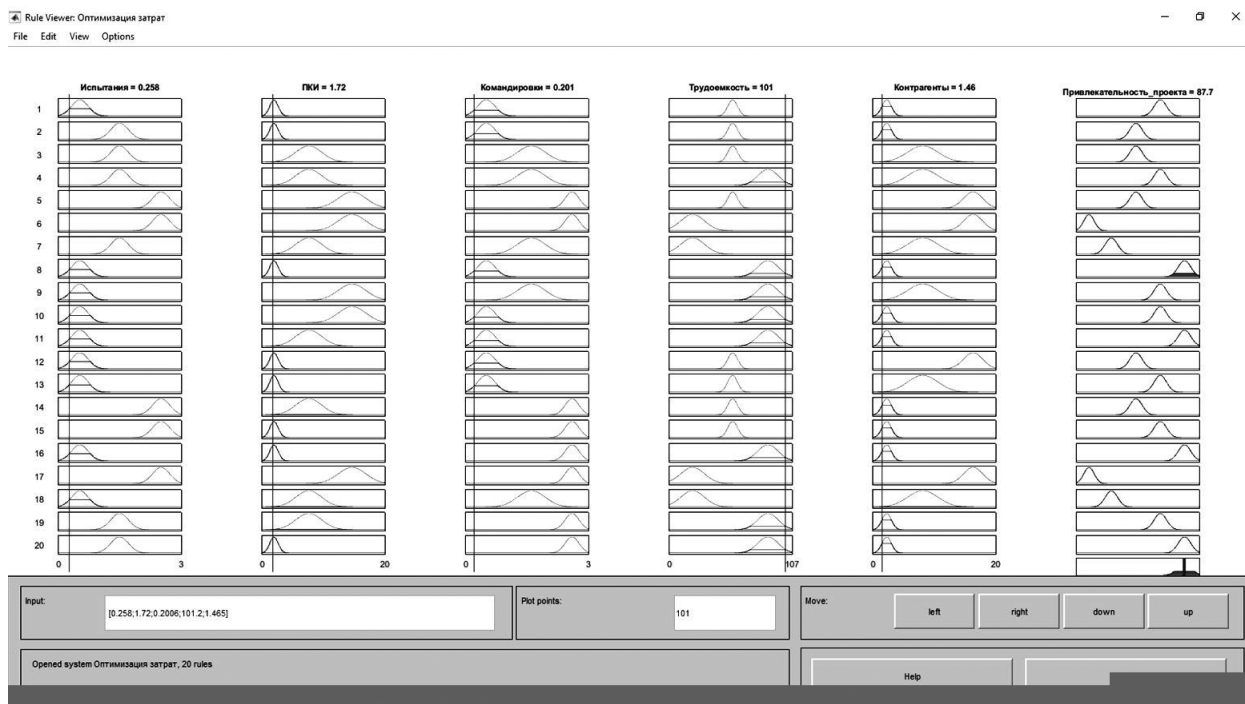 Rule Viewer: Оптимизация затрат
File Edit View Options
Испытания = 0.258
ПКИ = 1.72
Командировки = 0.201
Трудоемкость = 101
Контрагенты = 1.46
Привлекательность_проекта = 87.7
1
2
3
4
5
6
7
8
9
10
11
12
13
14
15
16
17
18
19
20
0 3
0 20
0 3
0 107
0 20
Input:
[0.258;1.72;0.2006;101.2;1.465]
Plot points:
101
Move:
left
right
down
up
Opened system Оптимизация затрат, 20 rules
Help